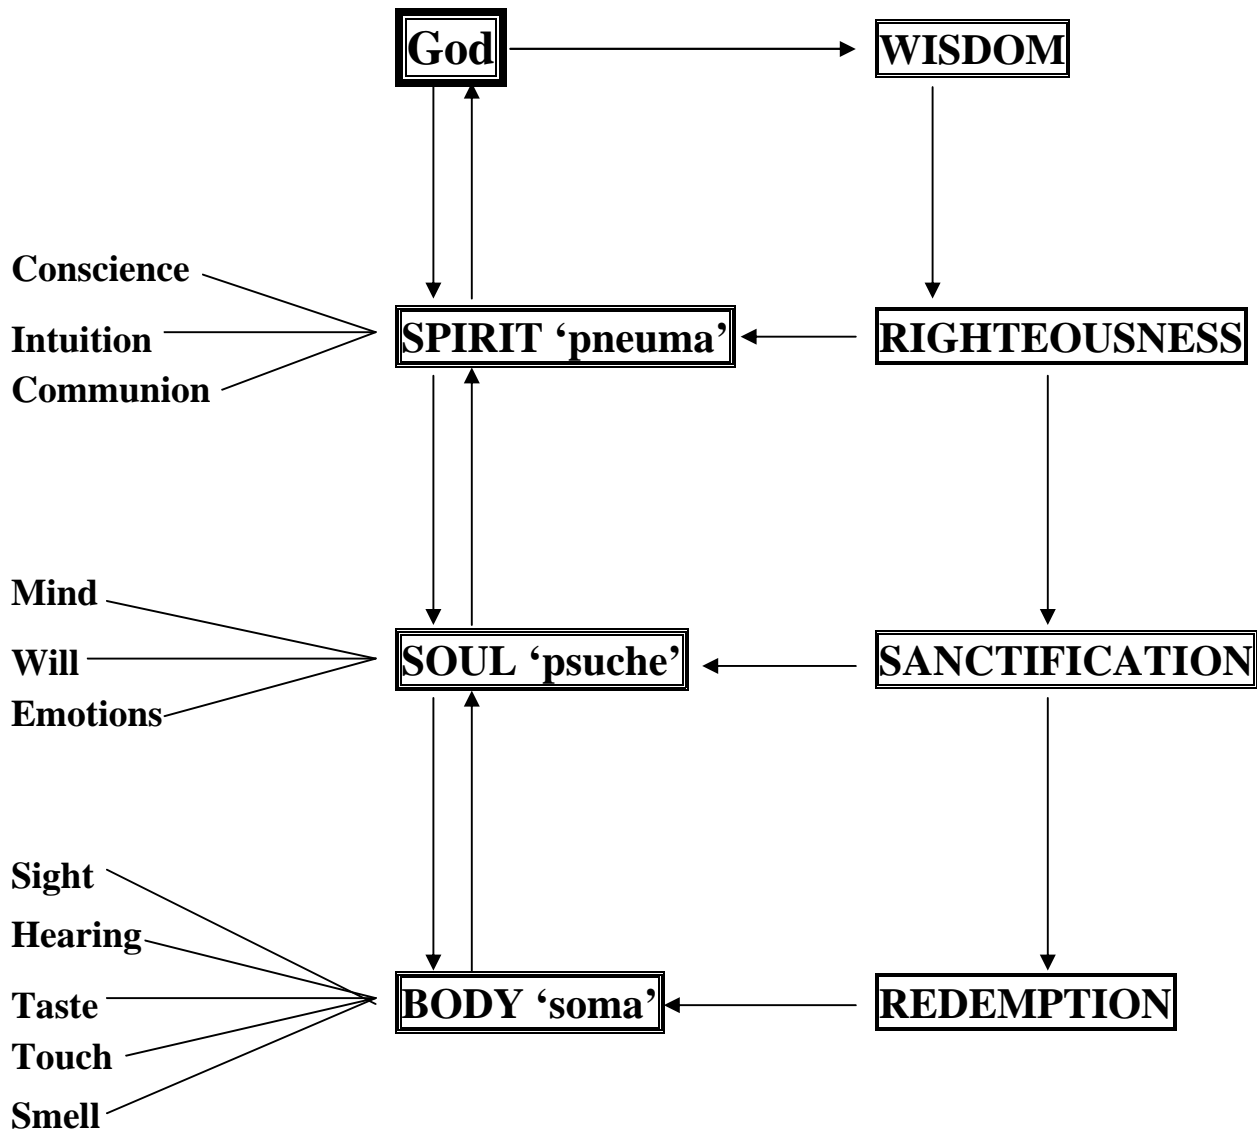 God
WISDOM
Conscience
Intuition
Communion
SPIRIT ‘pneuma’
RIGHTEOUSNESS
Mind
Will
Emotions
SOUL ‘psuche’
SANCTIFICATION
Sight
Hearing
Taste
Touch
Smell
BODY ‘soma’
REDEMPTION